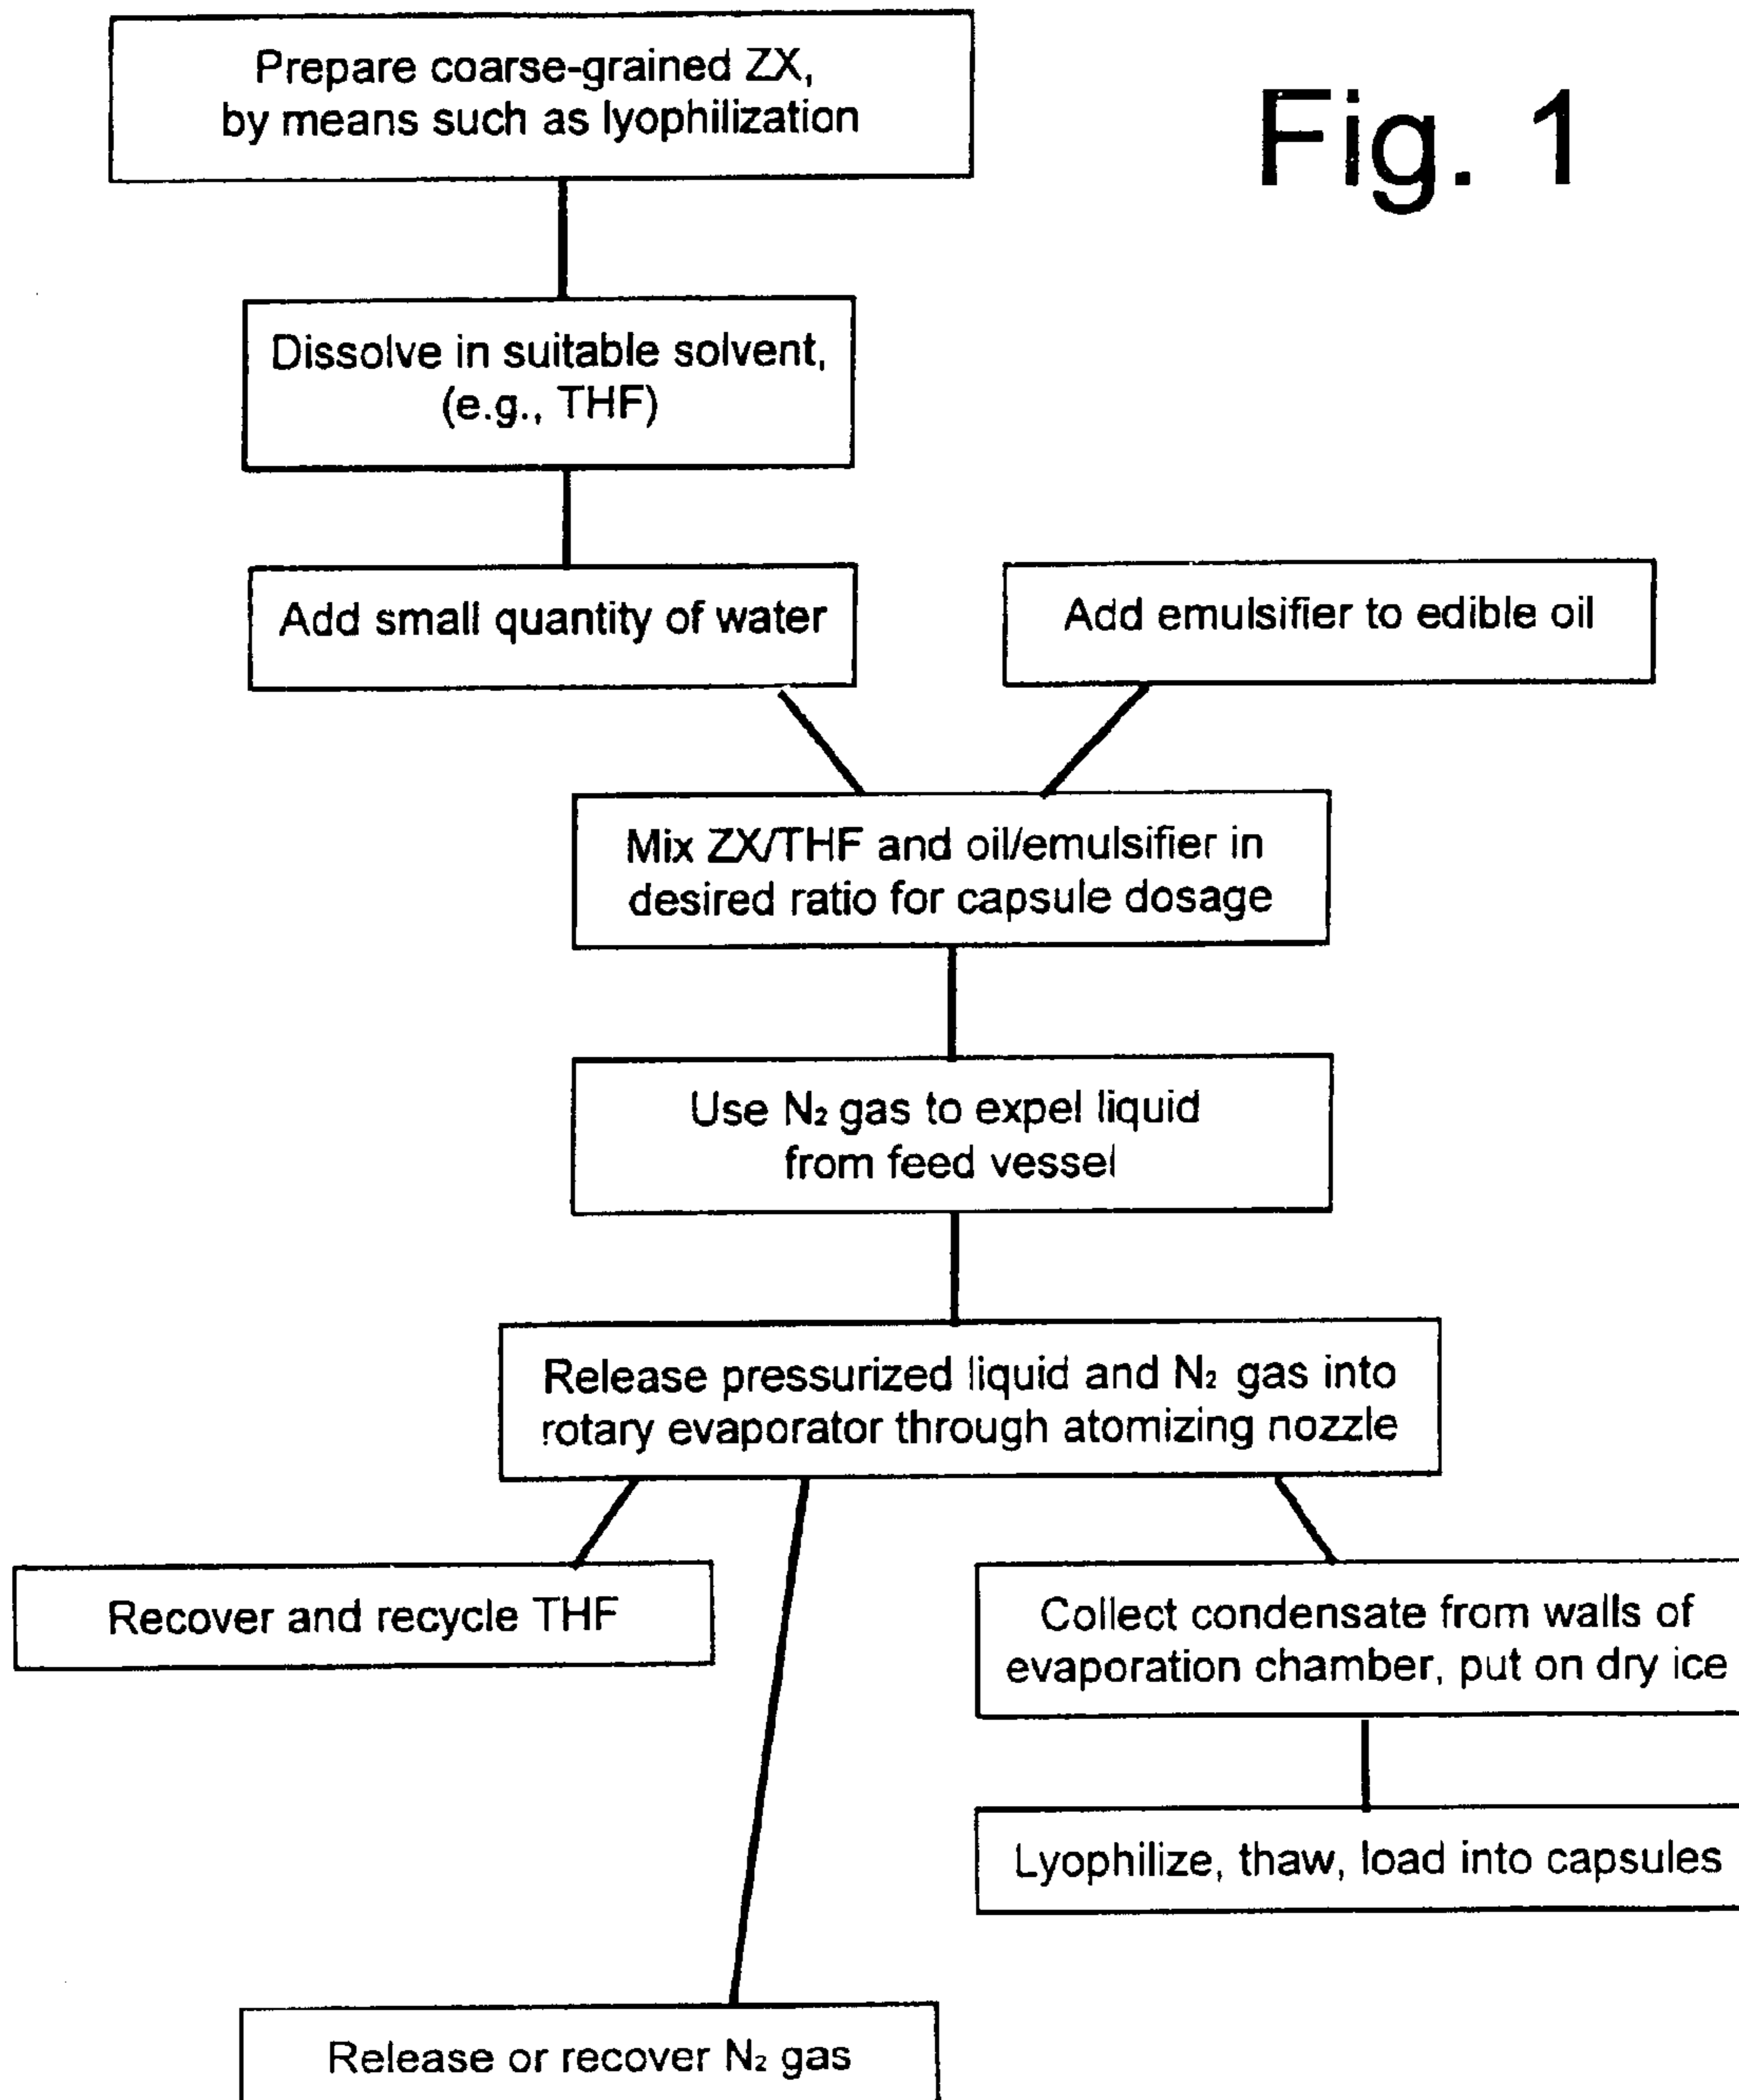 Fig. 1
Prepare coarse-grained ZX,
by means such as lyophilization
Dissolve in suitable solvent,
(e.g., THF)
Add small quantity of water
Add emulsifier to edible oil
Mix ZX/THF and oil/emulsifier in
desired ratio for capsule dosage
Use N₂ gas to expel liquid
from feed vessel
Release pressurized liquid and N₂ gas into
rotary evaporator through atomizing nozzle
Recover and recycle THF
Collect condensate from walls of
evaporation chamber, put on dry ice
Lyophilize, thaw, load into capsules
Release or recover N₂ gas